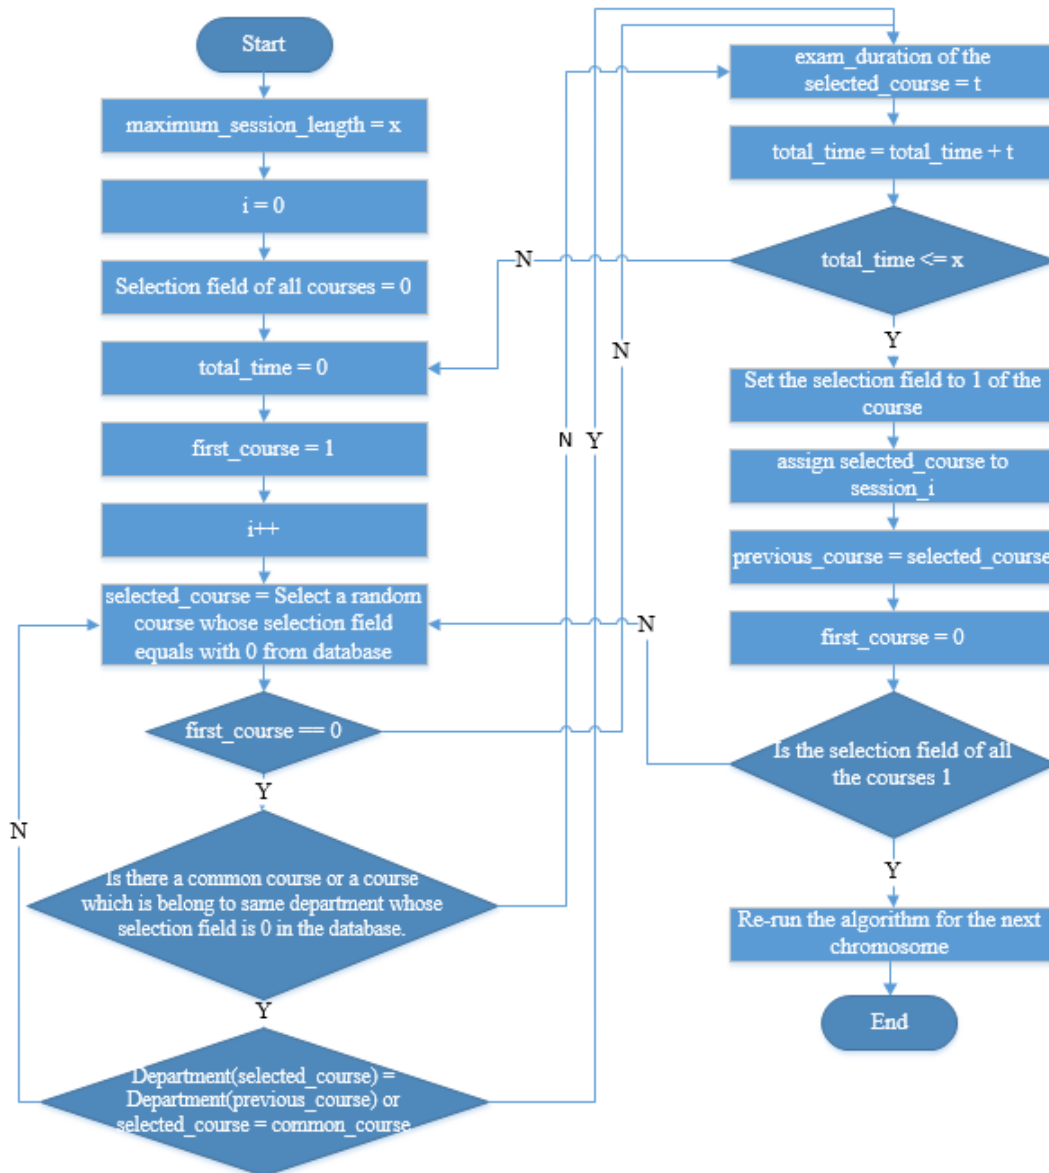 Start
maximum_session_length = x
i = 0
Selection field of all courses = 0
total_time = 0
first_course = 1
i++
selected_course = Select a random
course whose selection field
equals with 0 from database
first_course == 0
Y
Is there a common course or a course
which is belong to same department whose
selection field is 0 in the database.
Y
Department(selected_course) =
Department(previous_course) or
selected_course = common_course
N
N
Y
N
exam_duration of the
selected_course = t
total_time = total_time + t
total_time <= x
N
Y
Set the selection field to 1 of the
course
assign selected_course to
session_i
previous_course = selected_course
first_course = 0
Is the selection field of all
the courses 1
N
Y
Re-run the algorithm for the next
chromosome
End